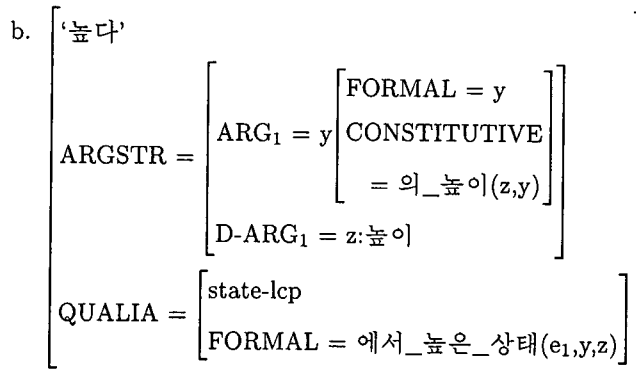 b. ‘높다’
FORMAL = y
ARG₁ = y CONSTITUTIVE
ARGSTR =
= 의_높이(z,y)
D-ARG₁ = z:높이
state-lcp
QUALIA =
FORMAL = 에서_높은_상태(e₁,y,z)